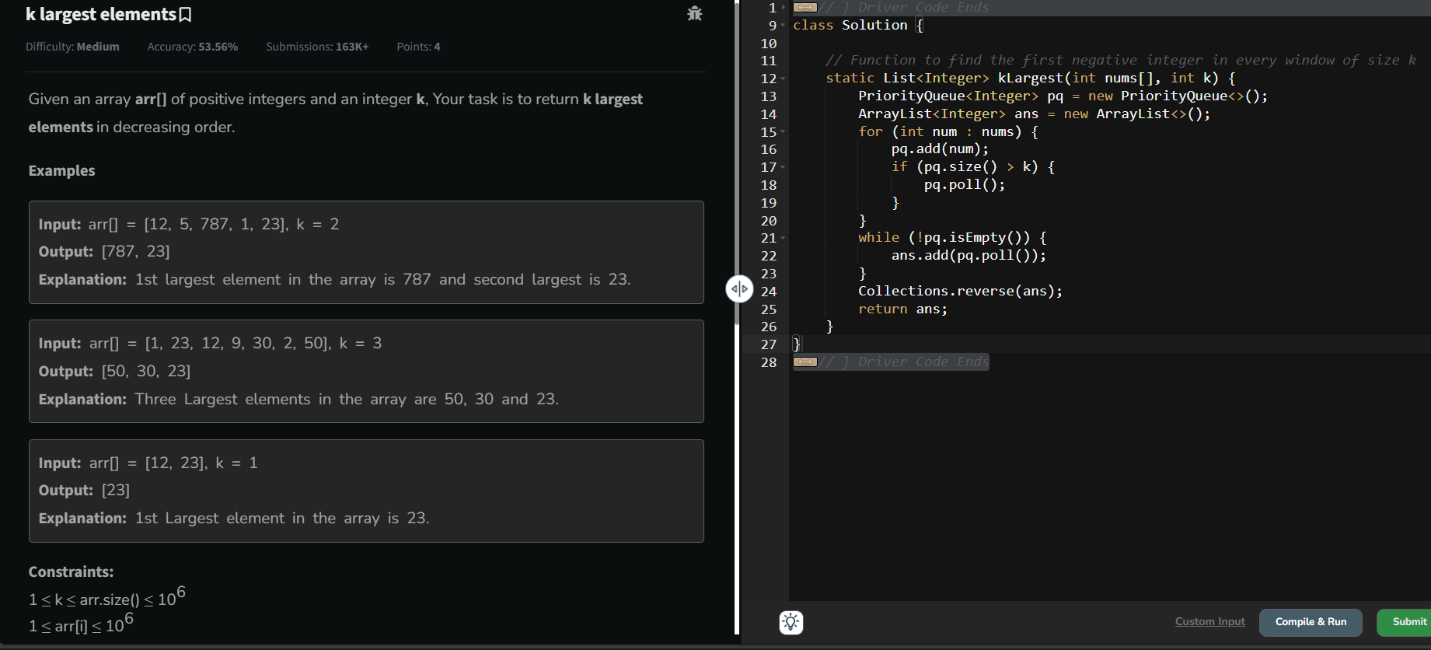 k largest elements
Difficulty: Medium Accuracy: 53.56% Submissions: 163K+ Points: 4
Given an array arr[] of positive integers and an integer k, Your task is to return k largest
elements in decreasing order.
Examples
Input: arr[] = [12, 5, 787, 1, 23], k = 2
Output: [787, 23]
Explanation: 1st largest element in the array is 787 and second largest is 23.
Input: arr[] = [1, 23, 12, 9, 30, 2, 50], k = 3
Output: [50, 30, 23]
Explanation: Three Largest elements in the array are 50, 30 and 23.
Input: arr[] = [12, 23], k = 1
Output: [23]
Explanation: 1st Largest element in the array is 23.
Constraints:
1 ≤ k ≤ arr.size() ≤ 10^6
1 ≤ arr[i] ≤ 10^6
1 // } Driver Code Ends
9 class Solution {
10
11 // Function to find the first negative integer in every window of size k
12 static List<Integer> kLargest(int nums[], int k) {
13 PriorityQueue<Integer> pq = new PriorityQueue<>();
14 ArrayList<Integer> ans = new ArrayList<>();
15 for (int num : nums) {
16 pq.add(num);
17 if (pq.size() > k) {
18 pq.poll();
19 }
20 }
21 while (!pq.isEmpty()) {
22 ans.add(pq.poll());
23 }
24 Collections.reverse(ans);
25 return ans;
26 }
27 }
28 // } Driver Code Ends
Custom Input Compile & Run Submit